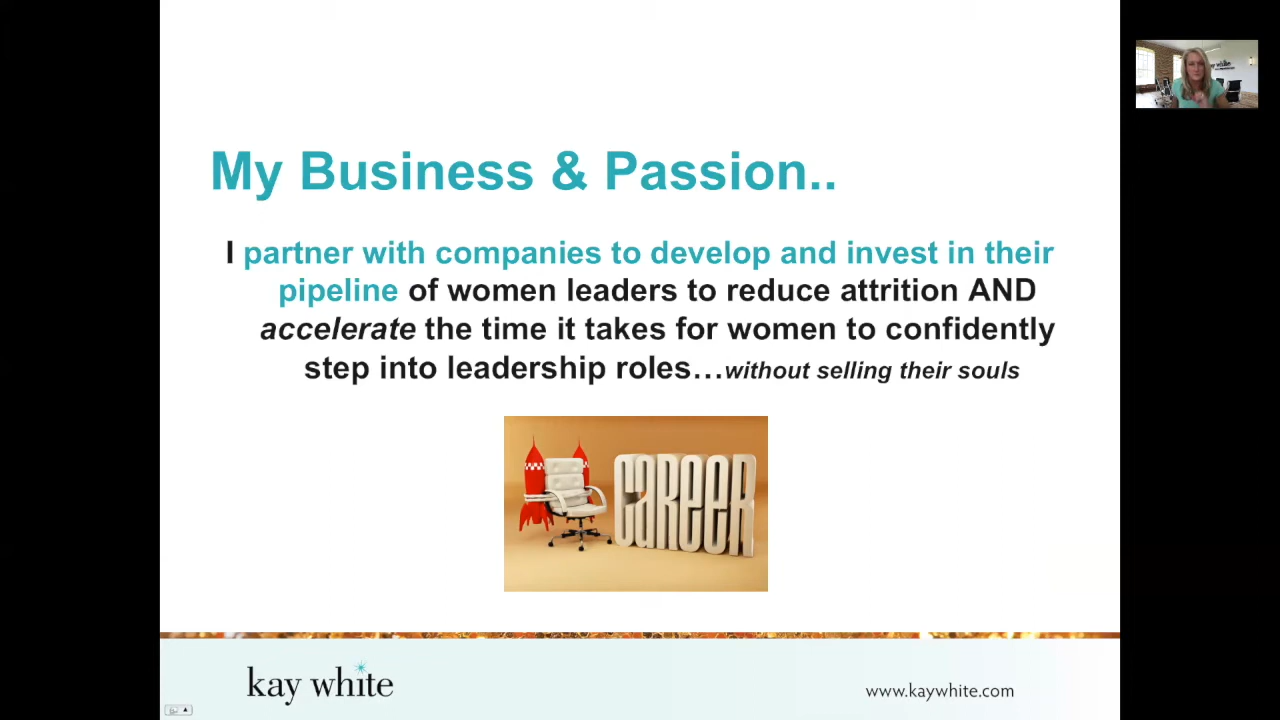 My Business & Passion..
I partner with companies to develop and invest in their
pipeline of women leaders to reduce attrition AND
accelerate the time it takes for women to confidently
step into leadership roles…without selling their souls
CAREER
kay white
www.kaywhite.com